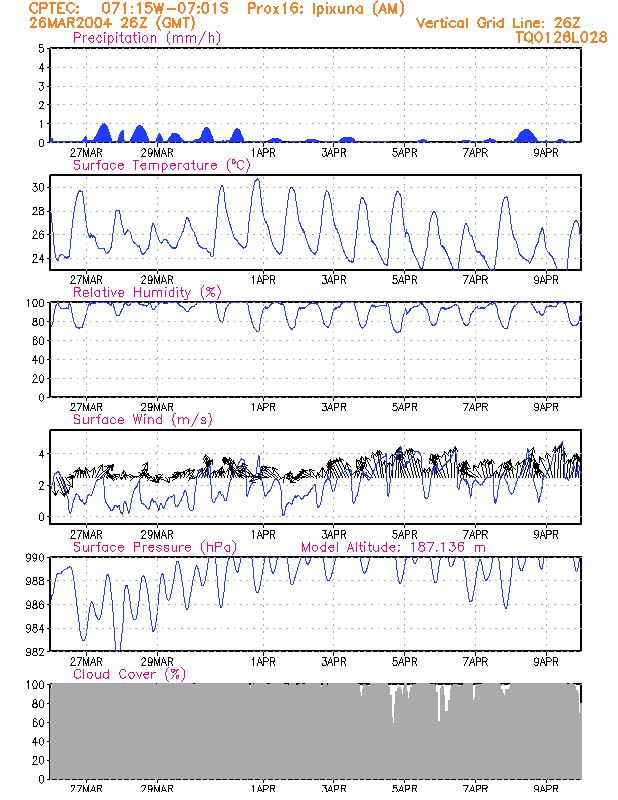 CPTEC: 071:15W-07:01S Prox16: Ipixuna (AM)
26MAR2004 26Z (GMT) Vertical Grid Line: 26Z
Precipitation (mm/h) TQ0126L028
5
4
3
2
1
0
27MAR 29MAR 1APR 3APR 5APR 7APR 9APR
Surface Temperature (ºC)
30
28
26
24
27MAR 29MAR 1APR 3APR 5APR 7APR 9APR
Relative Humidity (%)
100
80
60
40
20
0
27MAR 29MAR 1APR 3APR 5APR 7APR 9APR
Surface Wind (m/s)
4
2
0
27MAR 29MAR 1APR 3APR 5APR 7APR 9APR
Surface Pressure (hPa) Model Altitude: 187.136 m
990
988
986
984
982
27MAR 29MAR 1APR 3APR 5APR 7APR 9APR
Cloud Cover (%)
100
80
60
40
20
0
27MAR 29MAR 1APR 3APR 5APR 7APR 9APR